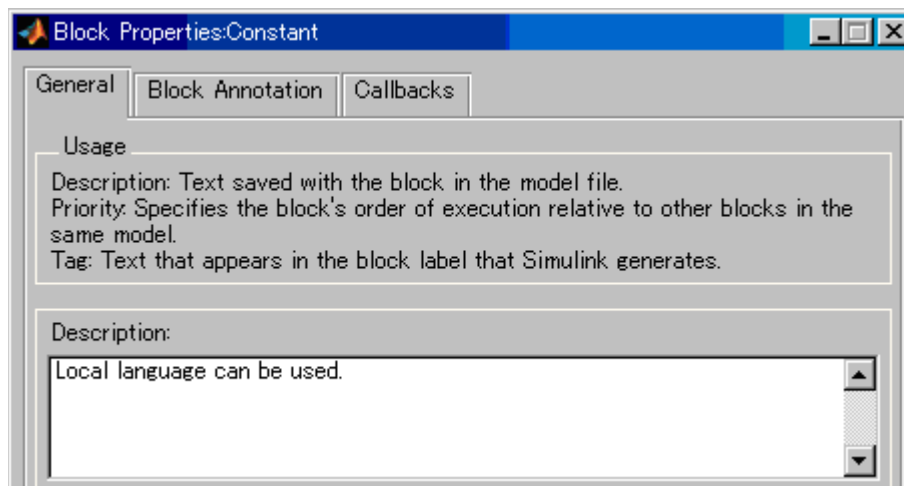 Block Properties:Constant
General
Block Annotation
Callbacks
Usage
Description: Text saved with the block in the model file.
Priority: Specifies the block's order of execution relative to other blocks in the
same model.
Tag: Text that appears in the block label that Simulink generates.
Description:
Local language can be used.